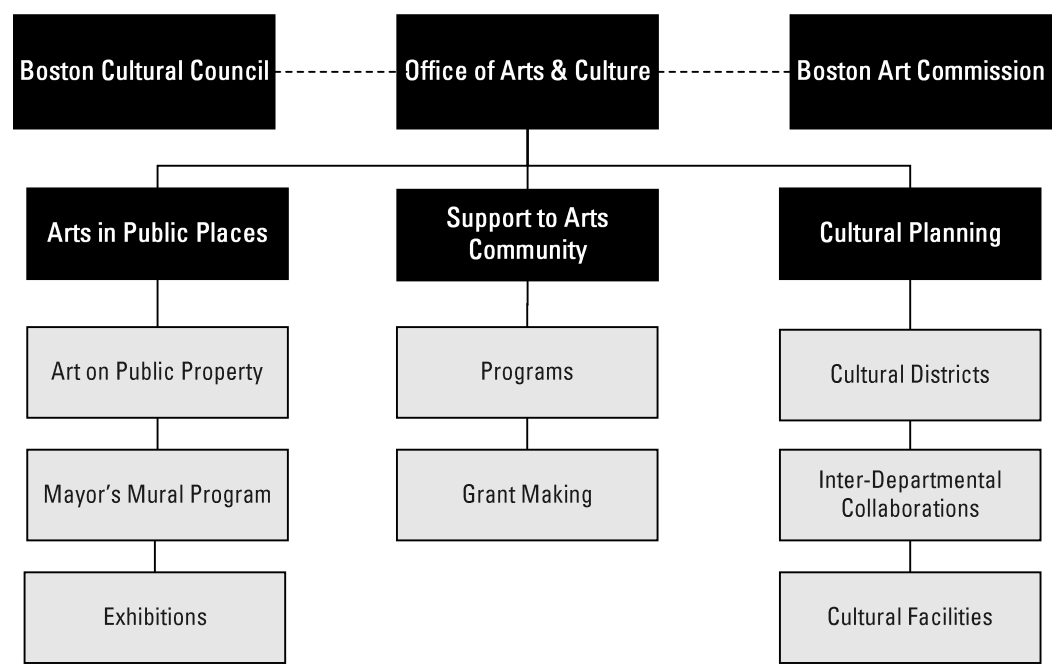 Boston Cultural Council
Office of Arts & Culture
Boston Art Commission
Arts in Public Places
Support to Arts
Community
Cultural Planning
Art on Public Property
Programs
Cultural Districts
Mayor’s Mural Program
Grant Making
Inter-Departmental
Collaborations
Exhibitions
Cultural Facilities